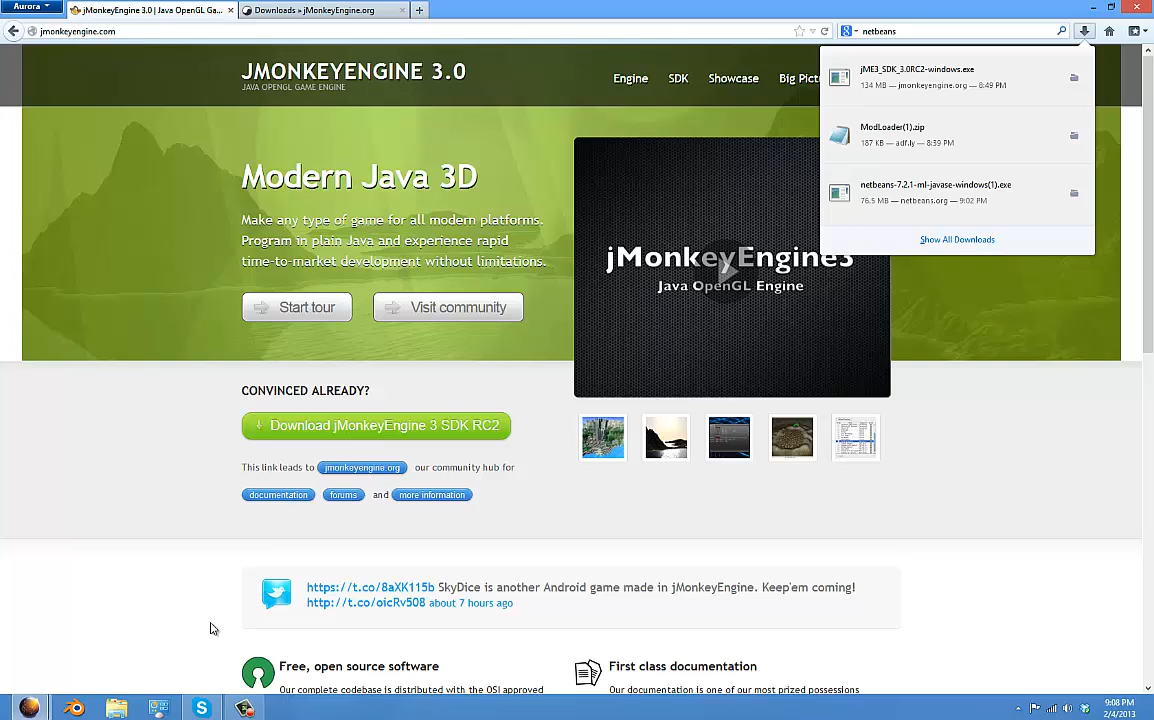 Aurora
jMonkeyEngine 3.0 | Java OpenGL Ga...
Downloads » jMonkeyEngine.org
jmonkeyengine.com
netbeans
JMONKEYENGINE 3.0
JAVA OPENGL GAME ENGINE
Engine SDK Showcase Big Pictu
jME3_SDK_3.0RC2-windows.exe
134 MB — jmonkeyengine.org — 8:49 PM
ModLoader(1).zip
187 KB — adf.ly — 8:39 PM
netbeans-7.2.1-ml-javase-windows(1).exe
76.5 MB — netbeans.org — 9:02 PM
Show All Downloads
Modern Java 3D
Make any type of game for all modern platforms.
Program in plain Java and experience rapid
time-to-market development without limitations.
Start tour
Visit community
jMonkeyEngine3
Java OpenGL Engine
CONVINCED ALREADY?
Download jMonkeyEngine 3 SDK RC2
This link leads to jmonkeyengine.org our community hub for
documentation forums and more information
https://t.co/8aXK115b SkyDice is another Android game made in jMonkeyEngine. Keep'em coming!
http://t.co/oicRv508 about 7 hours ago
Free, open source software
Our complete codebase is distributed with the OSI approved
First class documentation
Our documentation is one of our most prized possessions
9:08 PM
2/4/2013